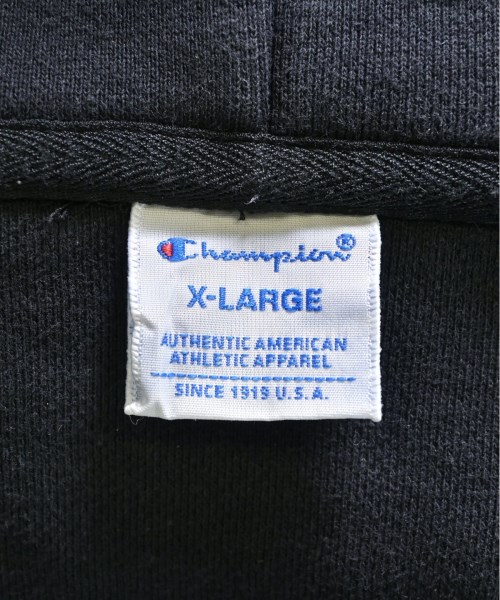 Champion®
X-LARGE
AUTHENTIC AMERICAN
ATHLETIC APPAREL
SINCE 1919 U.S.A.